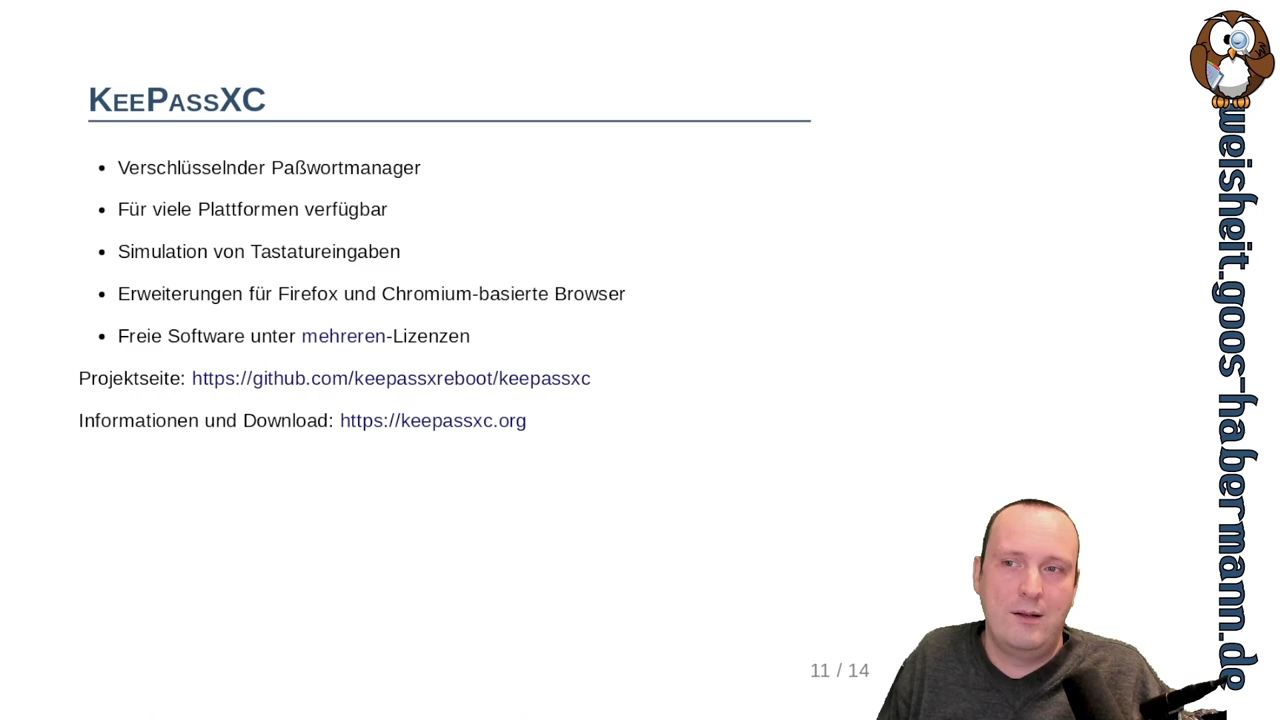 KeePassXC
• Verschlüsselnder Paßwortmanager
• Für viele Plattformen verfügbar
• Simulation von Tastatureingaben
• Erweiterungen für Firefox und Chromium-basierte Browser
• Freie Software unter mehreren-Lizenzen
Projektseite: https://github.com/keepassxreboot/keepassxc
Informationen und Download: https://keepassxc.org
11 / 14
weisheit.goos-habermann.de